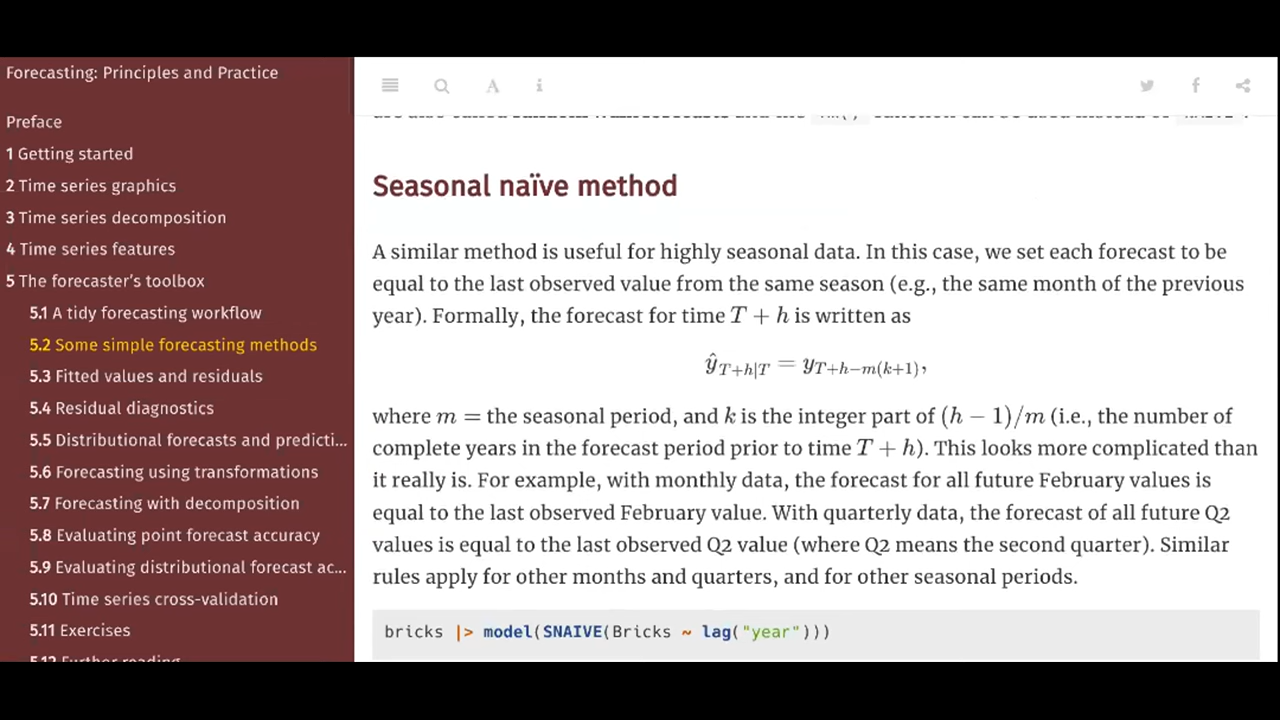 Forecasting: Principles and Practice
Preface
1 Getting started
2 Time series graphics
3 Time series decomposition
4 Time series features
5 The forecaster's toolbox
5.1 A tidy forecasting workflow
5.2 Some simple forecasting methods
5.3 Fitted values and residuals
5.4 Residual diagnostics
5.5 Distributional forecasts and predicti...
5.6 Forecasting using transformations
5.7 Forecasting with decomposition
5.8 Evaluating point forecast accuracy
5.9 Evaluating distributional forecast ac...
5.10 Time series cross-validation
5.11 Exercises
5.12 Further reading
Seasonal naïve method
A similar method is useful for highly seasonal data. In this case, we set each forecast to be
equal to the last observed value from the same season (e.g., the same month of the previous
year). Formally, the forecast for time T + h is written as
ŷ_{T+h|T} = y_{T+h−m(k+1)},
where m = the seasonal period, and k is the integer part of (h − 1)/m (i.e., the number of
complete years in the forecast period prior to time T + h). This looks more complicated than
it really is. For example, with monthly data, the forecast for all future February values is
equal to the last observed February value. With quarterly data, the forecast of all future Q2
values is equal to the last observed Q2 value (where Q2 means the second quarter). Similar
rules apply for other months and quarters, and for other seasonal periods.
bricks |> model(SNAIVE(Bricks ~ lag("year")))